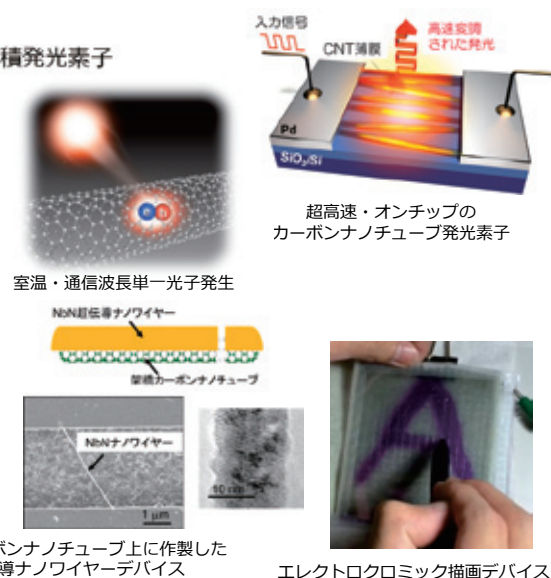 積発光素子
入力信号
CNT薄膜
高速変調
された発光
Pd
SiO₂/Si
超高速・オンチップの
カーボンナノチューブ発光素子
室温・通信波長単一光子発生
NbN超伝導ナノワイヤー
架橋カーボンナノチューブ
NbNナノワイヤー
1 μm
10 nm
ボンナノチューブ上に作製した
導ナノワイヤーデバイス
エレクトロクロミック描画デバイス